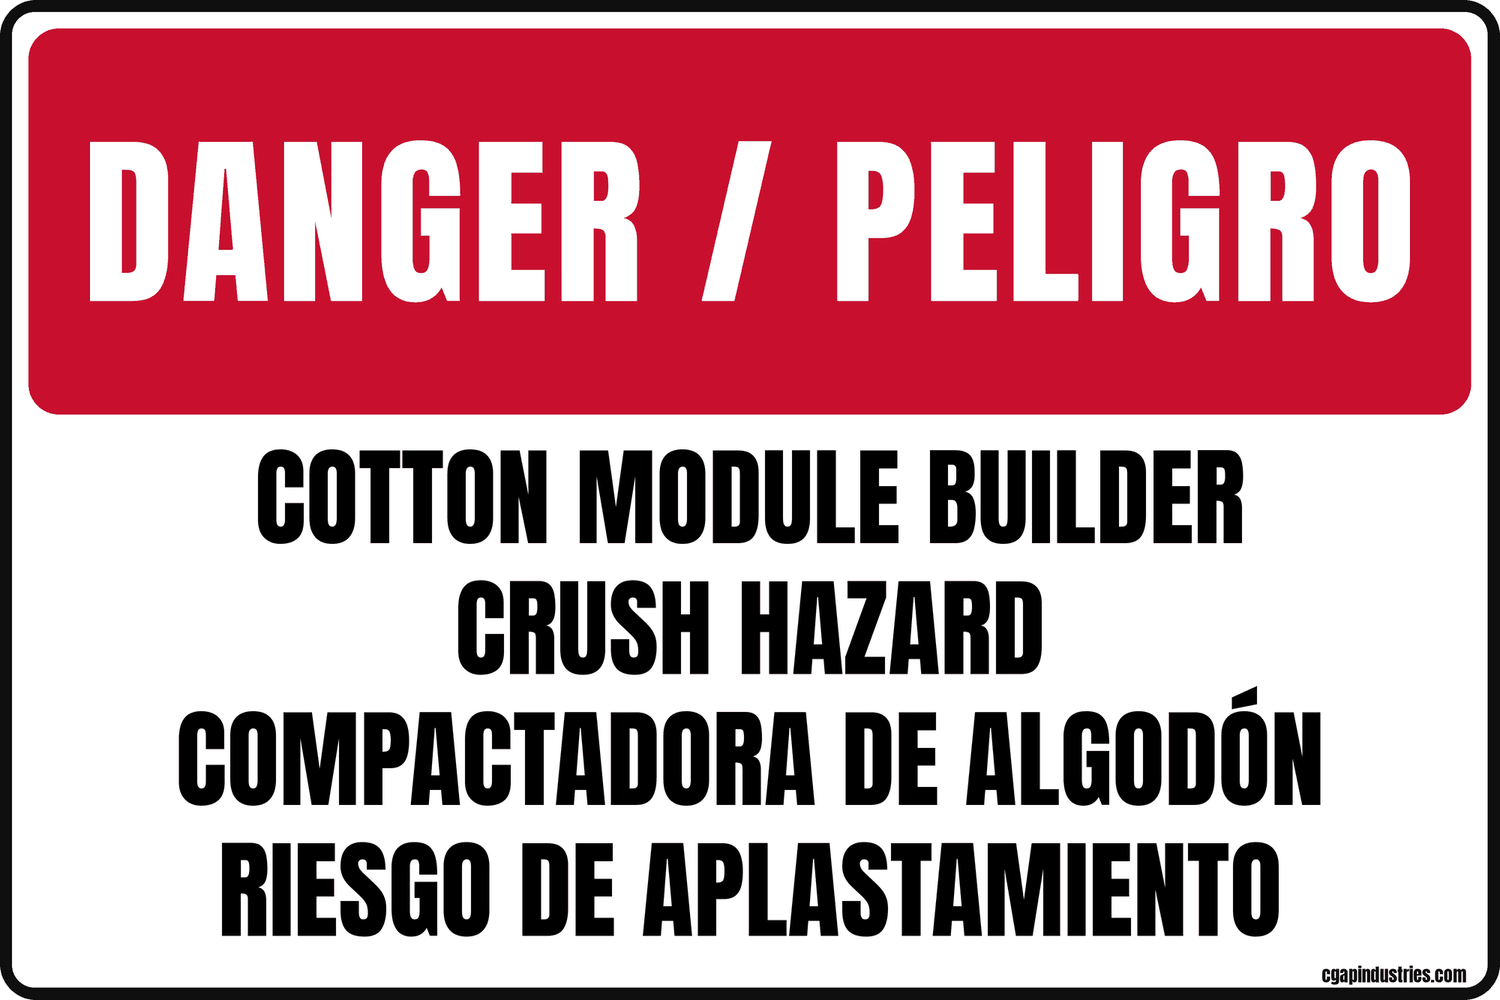 DANGER / PELIGRO
COTTON MODULE BUILDER
CRUSH HAZARD
COMPACTADORA DE ALGODÓN
RIESGO DE APLASTAMIENTO
cgapindustries.com